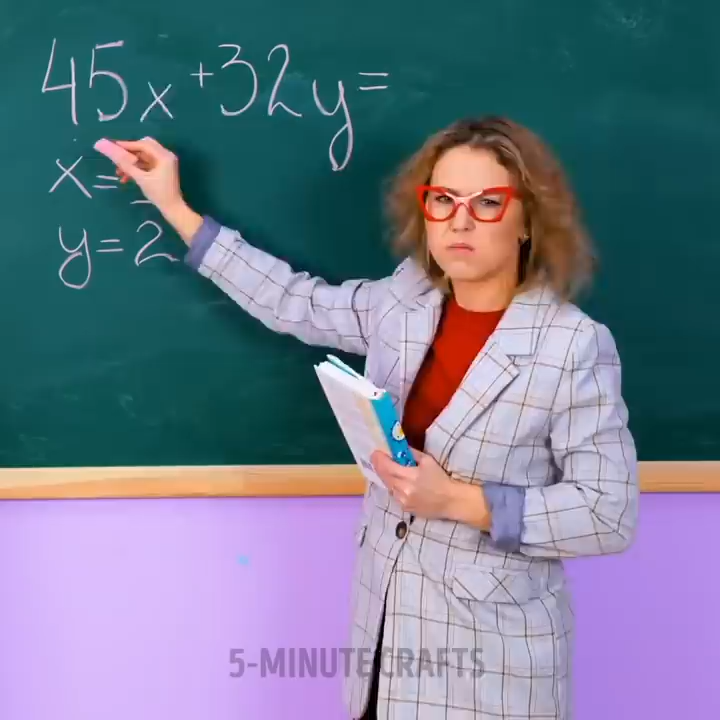 45x+32y=
x=
y=2
5-MINUTE CRAFTS